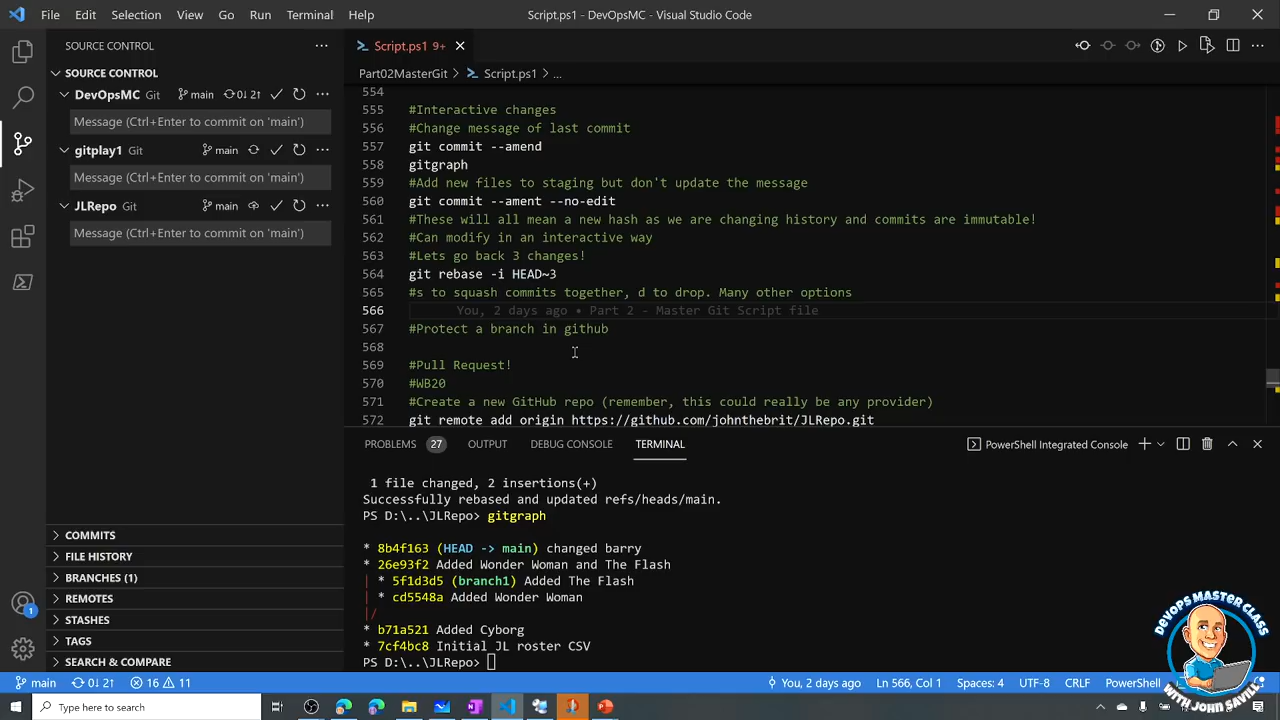 File Edit Selection View Go Run Terminal Help Script.ps1 - DevOpsMC - Visual Studio Code
SOURCE CONTROL
SOURCE CONTROL
DevOpsMC Git main 0↓ 2↑
Message (Ctrl+Enter to commit on 'main')
gitplay1 Git main
Message (Ctrl+Enter to commit on 'main')
JLRepo Git main
Message (Ctrl+Enter to commit on 'main')
COMMITS
FILE HISTORY
BRANCHES (1)
REMOTES
STASHES
TAGS
SEARCH & COMPARE
1
Script.ps1 9+
Part02MasterGit > Script.ps1 > ...
554
555 #Interactive changes
556 #Change message of last commit
557 git commit --amend
558 gitgraph
559 #Add new files to staging but don't update the message
560 git commit --ament --no-edit
561 #These will all mean a new hash as we are changing history and commits are immutable!
562 #Can modify in an interactive way
563 #Lets go back 3 changes!
564 git rebase -i HEAD~3
565 #s to squash commits together, d to drop. Many other options
566 You, 2 days ago • Part 2 - Master Git Script file
567 #Protect a branch in github
568
569 #Pull Request!
570 #WB20
571 #Create a new GitHub repo (remember, this could really be any provider)
572 git remote add origin https://github.com/johnthebrit/JLRepo.git
PROBLEMS 27 OUTPUT DEBUG CONSOLE TERMINAL PowerShell Integrated Console
1 file changed, 2 insertions(+)
Successfully rebased and updated refs/heads/main.
PS D:\..\JLRepo> gitgraph
* 8b4f163 (HEAD -> main) changed barry
* 26e93f2 Added Wonder Woman and The Flash
| * 5f1d3d5 (branch1) Added The Flash
| * cd5548a Added Wonder Woman
|/
* b71a521 Added Cyborg
* 7cf4bc8 Initial JL roster CSV
PS D:\..\JLRepo>
DEVOPS MASTER CLASS
WITH JOHN SAVILL
main 0↓ 2↑ 16 11 You, 2 days ago Ln 566, Col 1 Spaces: 4 UTF-8 CRLF PowerShell
Type here to search